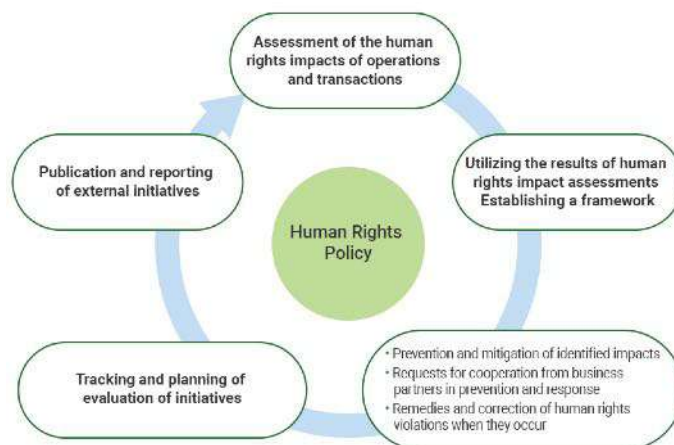 Assessment of the human
rights impacts of operations
and transactions
Utilizing the results of human
rights impact assessments
Establishing a framework
• Prevention and mitigation of identified impacts
• Requests for cooperation from business
partners in prevention and response
• Remedies and correction of human rights
violations when they occur
Tracking and planning of
evaluation of initiatives
Publication and reporting
of external initiatives
Human Rights
Policy